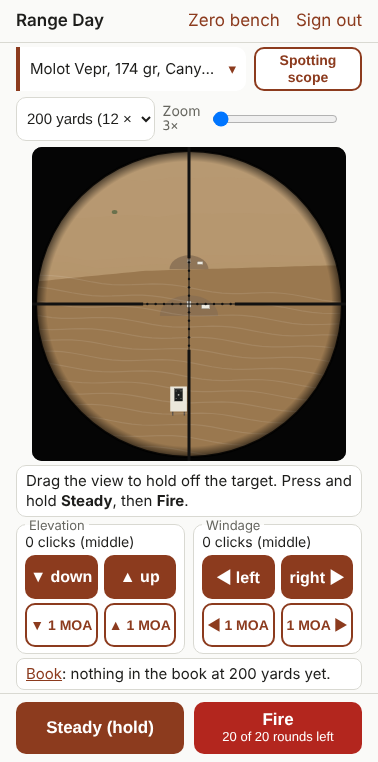 Range Day Zero bench Sign out
Molot Vepr, 174 gr, Cany... ▼
Spotting
scope
200 yards (12 ×
Zoom
3×
Drag the view to hold off the target. Press and
hold Steady, then Fire.
Elevation
0 clicks (middle)
▼ down ▲ up
▼ 1 MOA ▲ 1 MOA
Windage
0 clicks (middle)
◀ left right ▶
◀ 1 MOA 1 MOA ▶
Book: nothing in the book at 200 yards yet.
Steady (hold)
Fire
20 of 20 rounds left